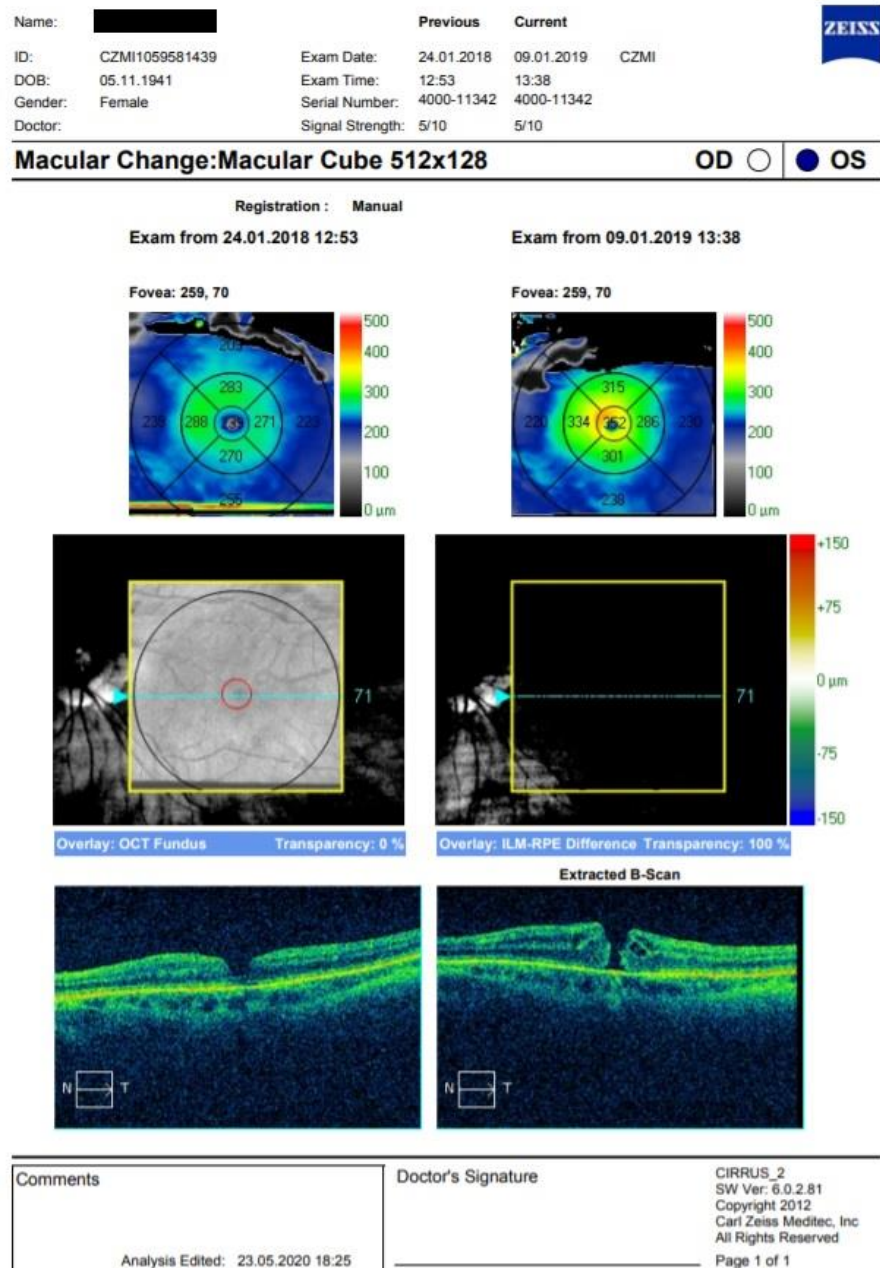 Name: Previous Current
ZEISS
ID: CZMI1059581439 Exam Date: 24.01.2018 09.01.2019 CZMI
DOB: 05.11.1941 Exam Time: 12:53 13:38
Gender: Female Serial Number: 4000-11342 4000-11342
Doctor: Signal Strength: 5/10 5/10
Macular Change:Macular Cube 512x128 OD OS
Registration : Manual
Exam from 24.01.2018 12:53 Exam from 09.01.2019 13:38
Fovea: 259, 70 Fovea: 259, 70
500 500
400 400
283 315
300 300
288 271 334 352 286
200 200
270 301
100 100
238
0 µm 0 µm
+150
+75
0 µm
71 71
-75
-150
Overlay: OCT Fundus Transparency: 0 % Overlay: ILM-RPE Difference Transparency: 100 %
Extracted B-Scan
N T N T
Comments Doctor's Signature CIRRUS_2
SW Ver: 6.0.2.81
Copyright 2012
Carl Zeiss Meditec, Inc
All Rights Reserved
Analysis Edited: 23.05.2020 18:25 Page 1 of 1